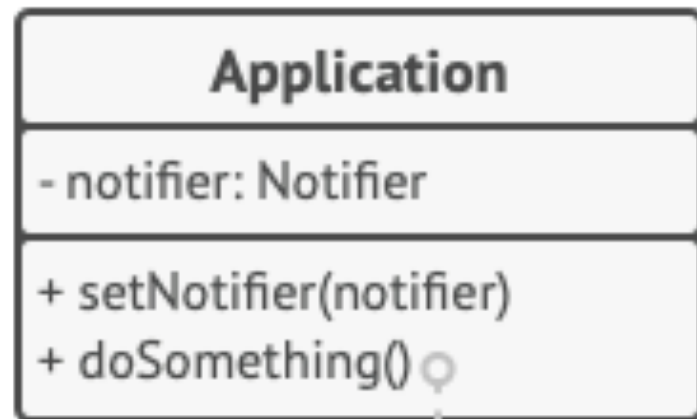 Application
- notifier: Notifier
+ setNotifier(notifier)
+ doSomething()